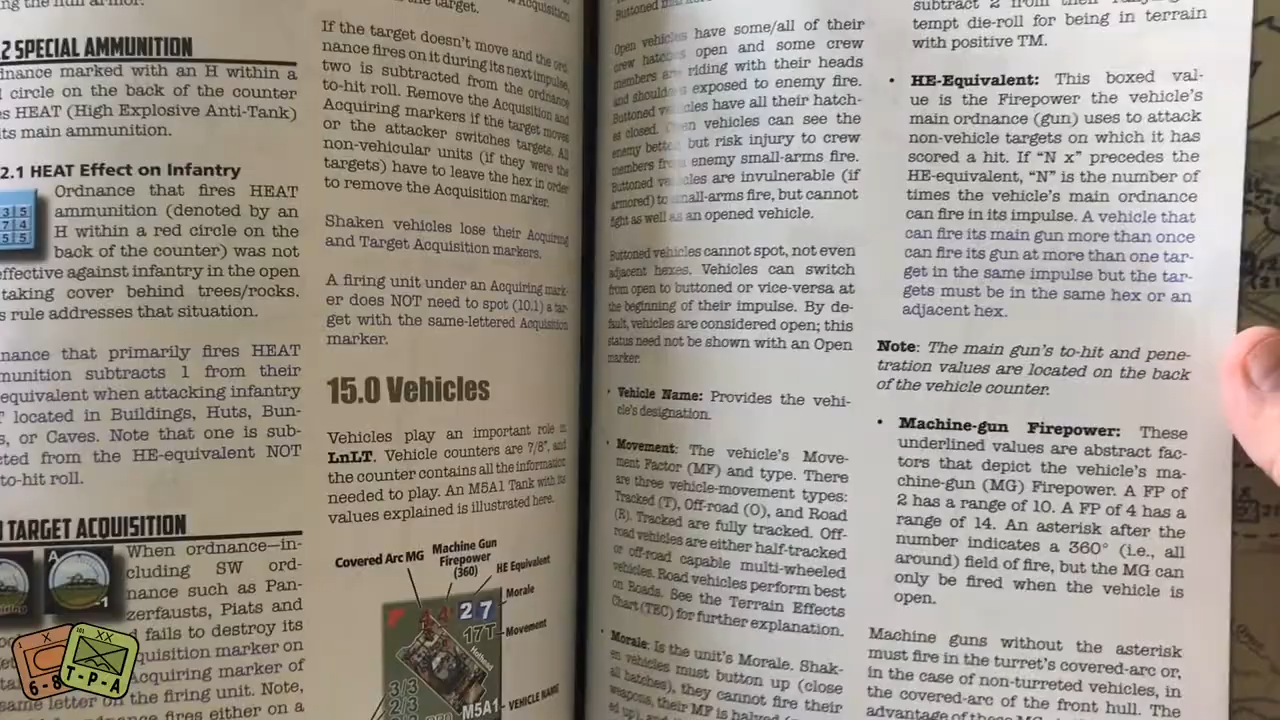 .2 SPECIAL AMMUNITION
dnance marked with an H within a
circle on the back of the counter
s HEAT (High Explosive Anti-Tank)
its main ammunition.
2.1 HEAT Effect on Infantry
Ordnance that fires HEAT
ammunition (denoted by an
H within a red circle on the
back of the counter) was not
effective against infantry in the open
taking cover behind trees/rocks.
s rule addresses that situation.
nance that primarily fires HEAT
munition subtracts 1 from their
equivalent when attacking infantry
located in Buildings, Huts, Bun-
s, or Caves. Note that one is sub-
cted from the HE-equivalent NOT
to-hit roll.
TARGET ACQUISITION
When ordnance—in-
cluding SW ord-
nance such as Pan-
zerfausts, Piats and
fails to destroy its
quisition marker on
Acquiring marker of
same letter on the firing unit. Note,
fires either on a
the target.
If the target doesn't move and the ord-
nance fires on it during its next impulse,
two is subtracted from the ordnance
to-hit roll. Remove the Acquisition and
Acquiring markers if the target moves
or the attacker switches targets. All
non-vehicular units (if they were the
targets) have to leave the hex in order
to remove the Acquisition marker.
Shaken vehicles lose their Acquiring
and Target Acquisition markers.
A firing unit under an Acquiring mark-
er does NOT need to spot (10.1) a tar-
get with the same-lettered Acquisition
marker.
15.0 Vehicles
Vehicles play an important role in
LnLT. Vehicle counters are 7/8", and
the counter contains all the information
needed to play. An M5A1 Tank with its
values explained is illustrated here.
Covered Arc MG
Machine Gun
Firepower
(360)
HE Equivalent
Morale
Movement
VEHICLE NAME
4 4 2 7
17T
Hothead
3/3
2/3
M5A1
Buttoned
Open vehicles have some/all of their
crew hatches open and some crew
members are riding with their heads
and shoulders exposed to enemy fire.
Buttoned vehicles have all their hatch-
es closed. Open vehicles can see the
enemy better but risk injury to crew
members from enemy small-arms fire.
Buttoned vehicles are invulnerable (if
armored) to small-arms fire, but cannot
fight as well as an opened vehicle.
Buttoned vehicles cannot spot, not even
adjacent hexes. Vehicles can switch
from open to buttoned or vice-versa at
the beginning of their impulse. By de-
fault, vehicles are considered open; this
status need not be shown with an Open
marker.
• Vehicle Name: Provides the vehi-
cle's designation.
• Movement: The vehicle's Move-
ment Factor (MF) and type. There
are three vehicle-movement types:
Tracked (T), Off-road (O), and Road
(R). Tracked are fully tracked. Off-
road vehicles are either half-tracked
or off-road capable multi-wheeled
vehicles. Road vehicles perform best
on Roads. See the Terrain Effects
Chart (TEC) for further explanation.
• Morale: Is the unit's Morale. Shak-
en vehicles must button up (close
all hatches), they cannot fire their
weapons, their MF is halved
subtract 2 from their
tempt die-roll for being in terrain
with positive TM.
• HE-Equivalent: This boxed val-
ue is the Firepower the vehicle's
main ordnance (gun) uses to attack
non-vehicle targets on which it has
scored a hit. If "N x" precedes the
HE-equivalent, "N" is the number of
times the vehicle's main ordnance
can fire in its impulse. A vehicle that
can fire its main gun more than once
can fire its gun at more than one tar-
get in the same impulse but the tar-
gets must be in the same hex or an
adjacent hex.
Note: The main gun's to-hit and pene-
tration values are located on the back
of the vehicle counter.
• Machine-gun Firepower: These
underlined values are abstract fac-
tors that depict the vehicle's ma-
chine-gun (MG) Firepower. A FP of
2 has a range of 10. A FP of 4 has a
range of 14. An asterisk after the
number indicates a 360° (i.e., all
around) field of fire, but the MG can
only be fired when the vehicle is
open.
Machine guns without the asterisk
must fire in the turret's covered-arc or,
in the case of non-turreted vehicles, in
the covered-arc of the front hull. The
advantage of these
6-8
XX
T-P-A